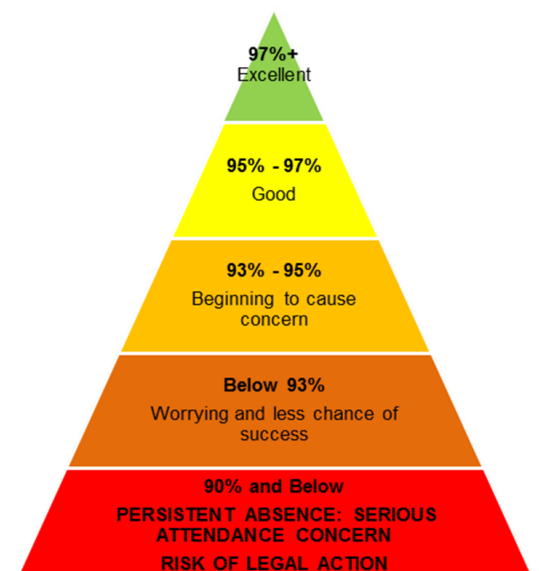 97%+
Excellent
95% - 97%
Good
93% - 95%
Beginning to cause
concern
Below 93%
Worrying and less chance of
success
90% and Below
PERSISTENT ABSENCE: SERIOUS
ATTENDANCE CONCERN
RISK OF LEGAL ACTION